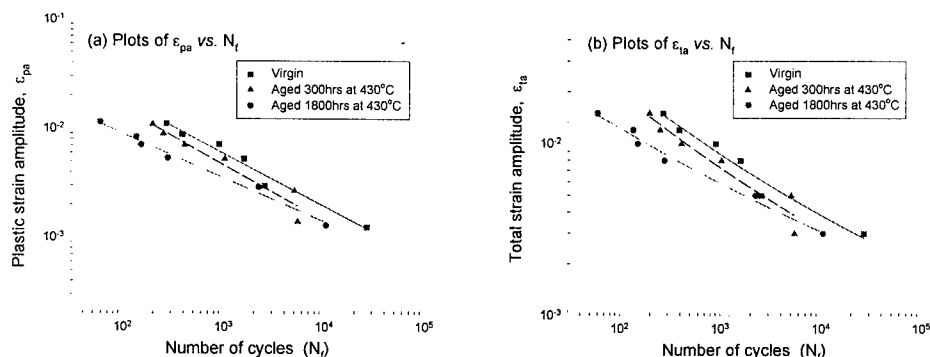 (a) Plots of εpa vs. Nf
Virgin
Aged 300hrs at 430°C
Aged 1800hrs at 430°C
Plastic strain amplitude, εpa
10⁻¹
10⁻²
10⁻³
10²
10³
10⁴
10⁵
Number of cycles (Nf)
(b) Plots of εta vs. Nf
Virgin
Aged 300hrs at 430°C
Aged 1800hrs at 430°C
Total strain amplitude, εta
10⁻²
10⁻³
10²
10³
10⁴
10⁵
Number of cycles (Nf)